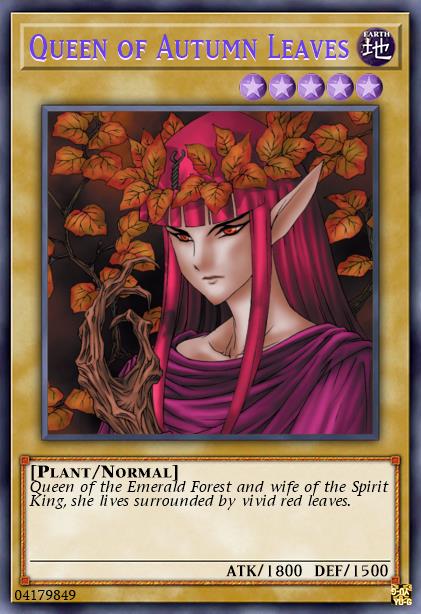 Queen of Autumn Leaves
EARTH
地
[Plant/Normal]
Queen of the Emerald Forest and wife of the Spirit
King, she lives surrounded by vivid red leaves.
ATK/1800 DEF/1500
04179849